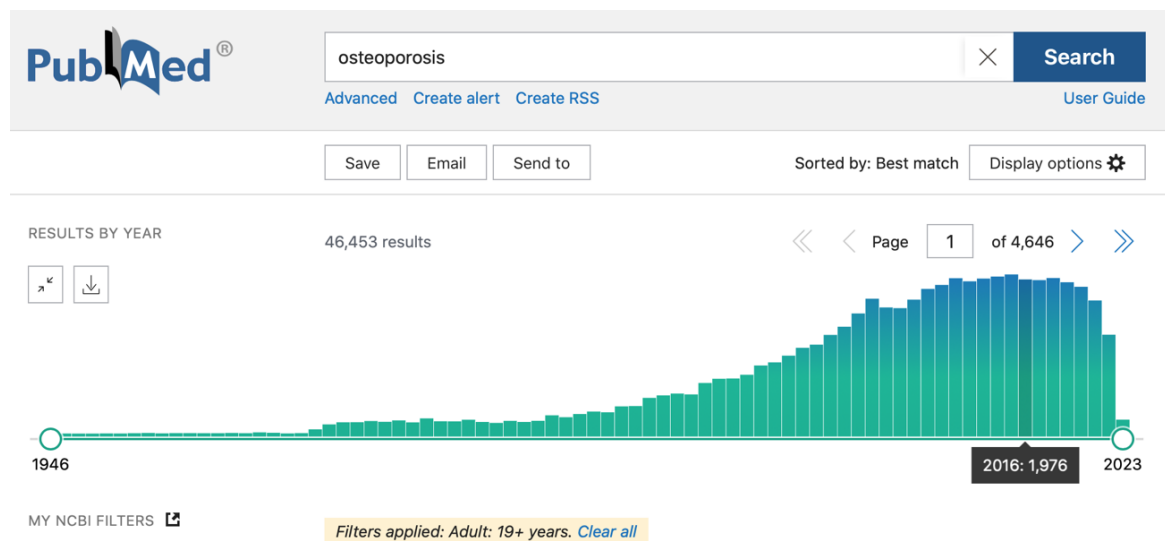 PubMed®
osteoporosis
Search
Advanced Create alert Create RSS
User Guide
Save Email Send to
Sorted by: Best match Display options
RESULTS BY YEAR
46,453 results
Page 1 of 4,646
1946
2016: 1,976
2023
MY NCBI FILTERS
Filters applied: Adult: 19+ years. Clear all